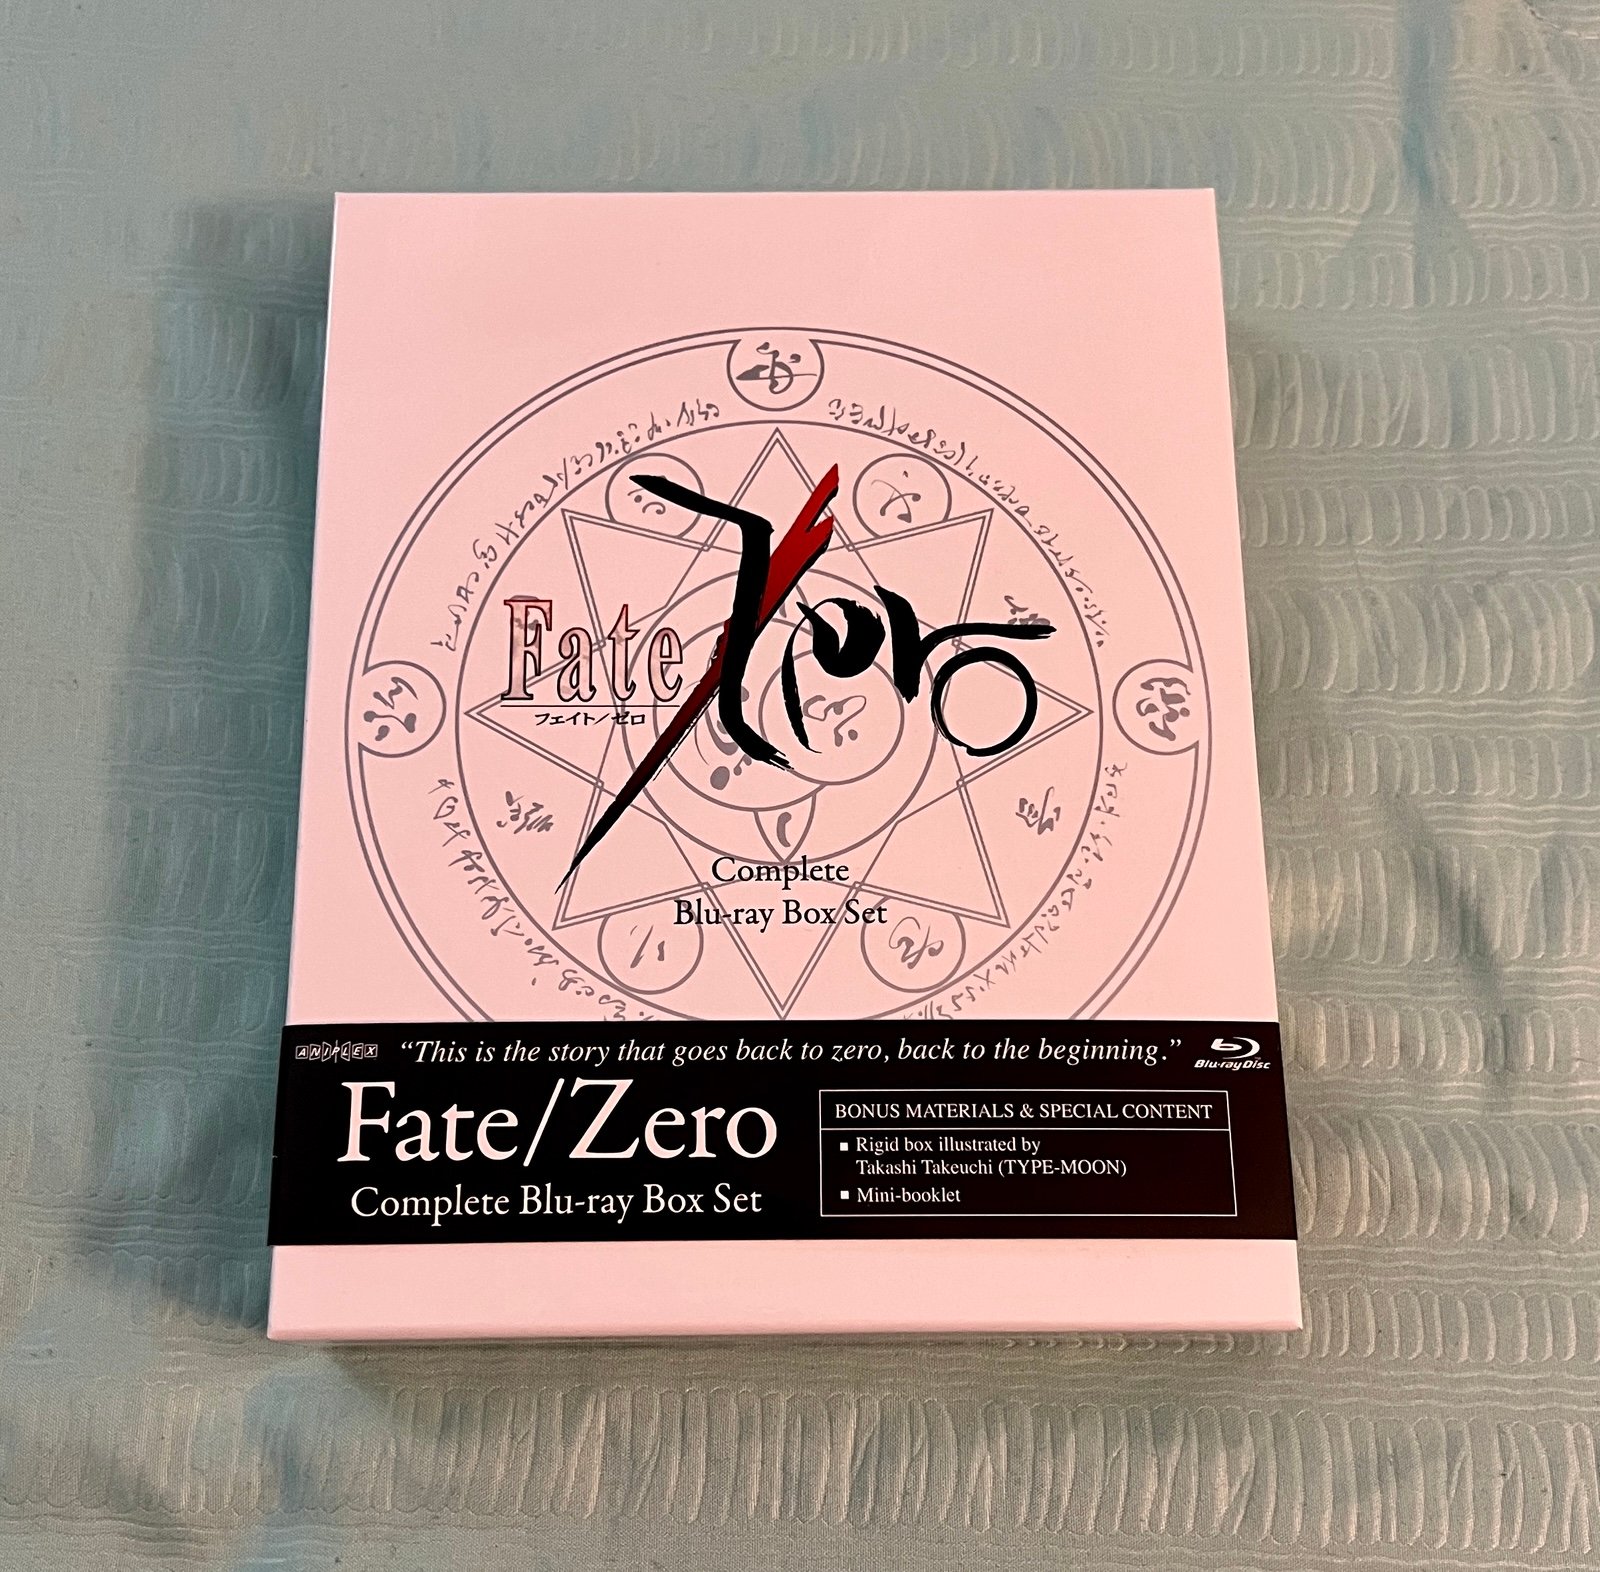 Fate/Zero
フェイト/ゼロ
Complete
Blu-ray Box Set
ANIPLEX
“This is the story that goes back to zero, back to the beginning.”
Blu-ray Disc
Fate/Zero
Complete Blu-ray Box Set
BONUS MATERIALS & SPECIAL CONTENT
■ Rigid box illustrated by
Takashi Takeuchi (TYPE-MOON)
■ Mini-booklet